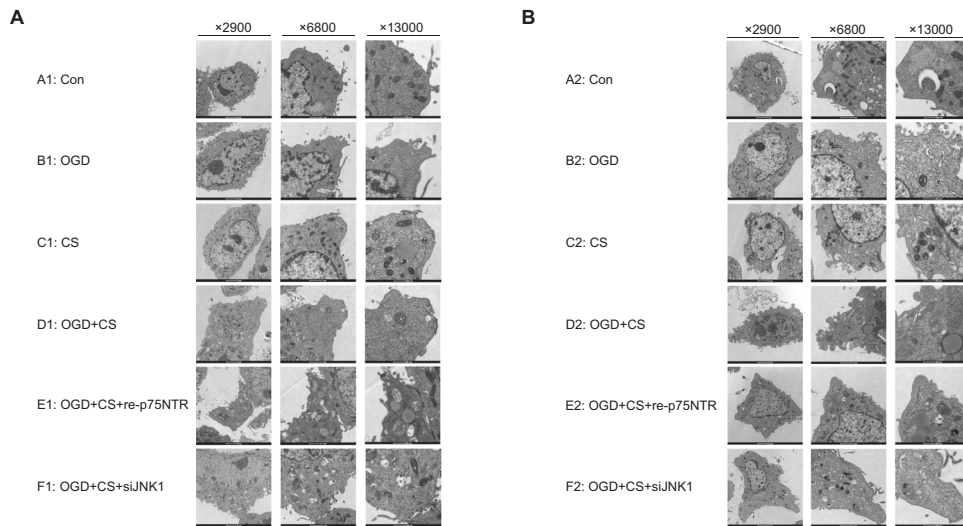 A
×2900 ×6800 ×13000
A1: Con
B1: OGD
C1: CS
D1: OGD+CS
E1: OGD+CS+re-p75NTR
F1: OGD+CS+siJNK1
B
×2900 ×6800 ×13000
A2: Con
B2: OGD
C2: CS
D2: OGD+CS
E2: OGD+CS+re-p75NTR
F2: OGD+CS+siJNK1